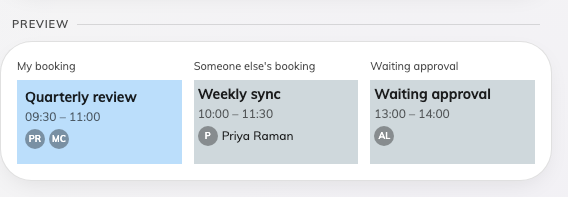 PREVIEW
My booking
Quarterly review
09:30 – 11:00
PR MC
Someone else's booking
Weekly sync
10:00 – 11:30
P Priya Raman
Waiting approval
Waiting approval
13:00 – 14:00
AL